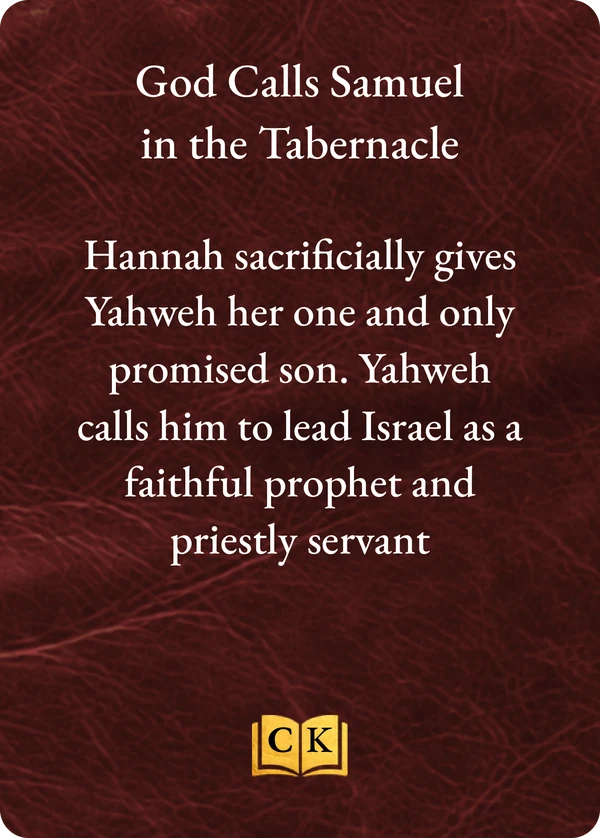 God Calls Samuel
in the Tabernacle
Hannah sacrificially gives
Yahweh her one and only
promised son. Yahweh
calls him to lead Israel as a
faithful prophet and
priestly servant
C K